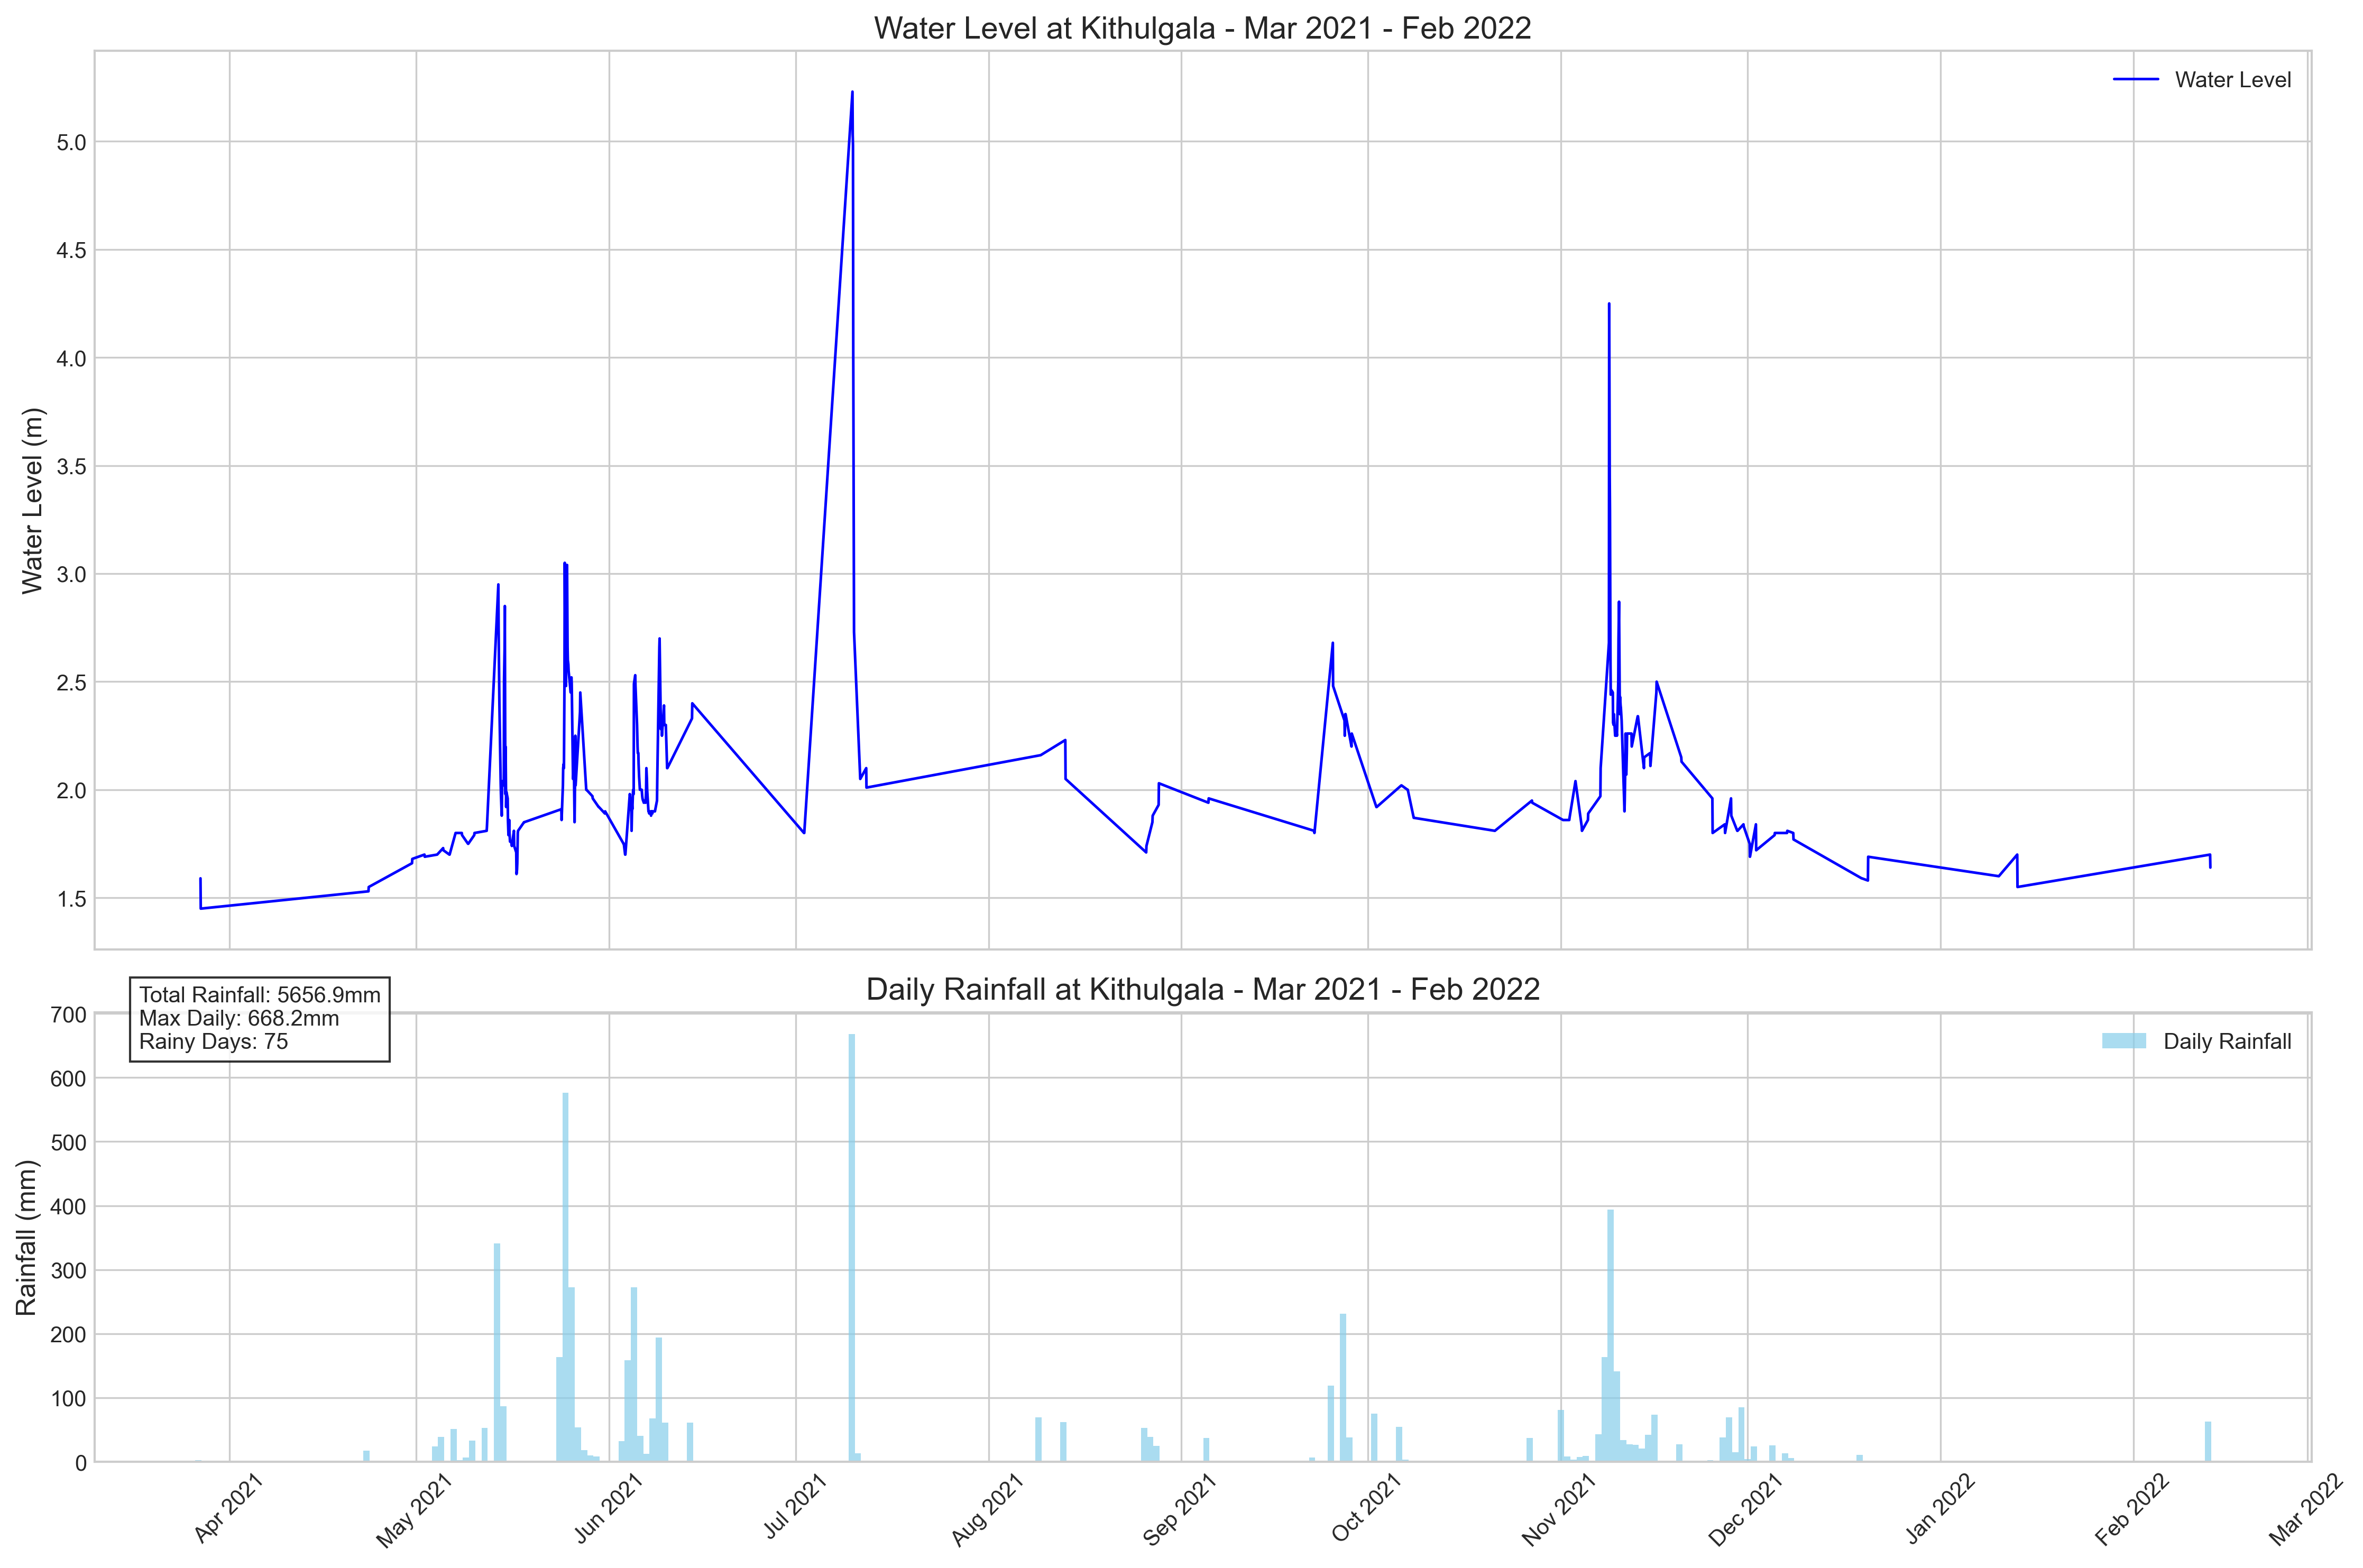 Water Level at Kithulgala - Mar 2021 - Feb 2022
Water Level
5.0
4.5
4.0
3.5
3.0
2.5
2.0
1.5
Water Level (m)
Daily Rainfall at Kithulgala - Mar 2021 - Feb 2022
Total Rainfall: 5656.9mm
Max Daily: 668.2mm
Rainy Days: 75
Daily Rainfall
700
600
500
400
300
200
100
0
Rainfall (mm)
Apr 2021
May 2021
Jun 2021
Jul 2021
Aug 2021
Sep 2021
Oct 2021
Nov 2021
Dec 2021
Jan 2022
Feb 2022
Mar 2022